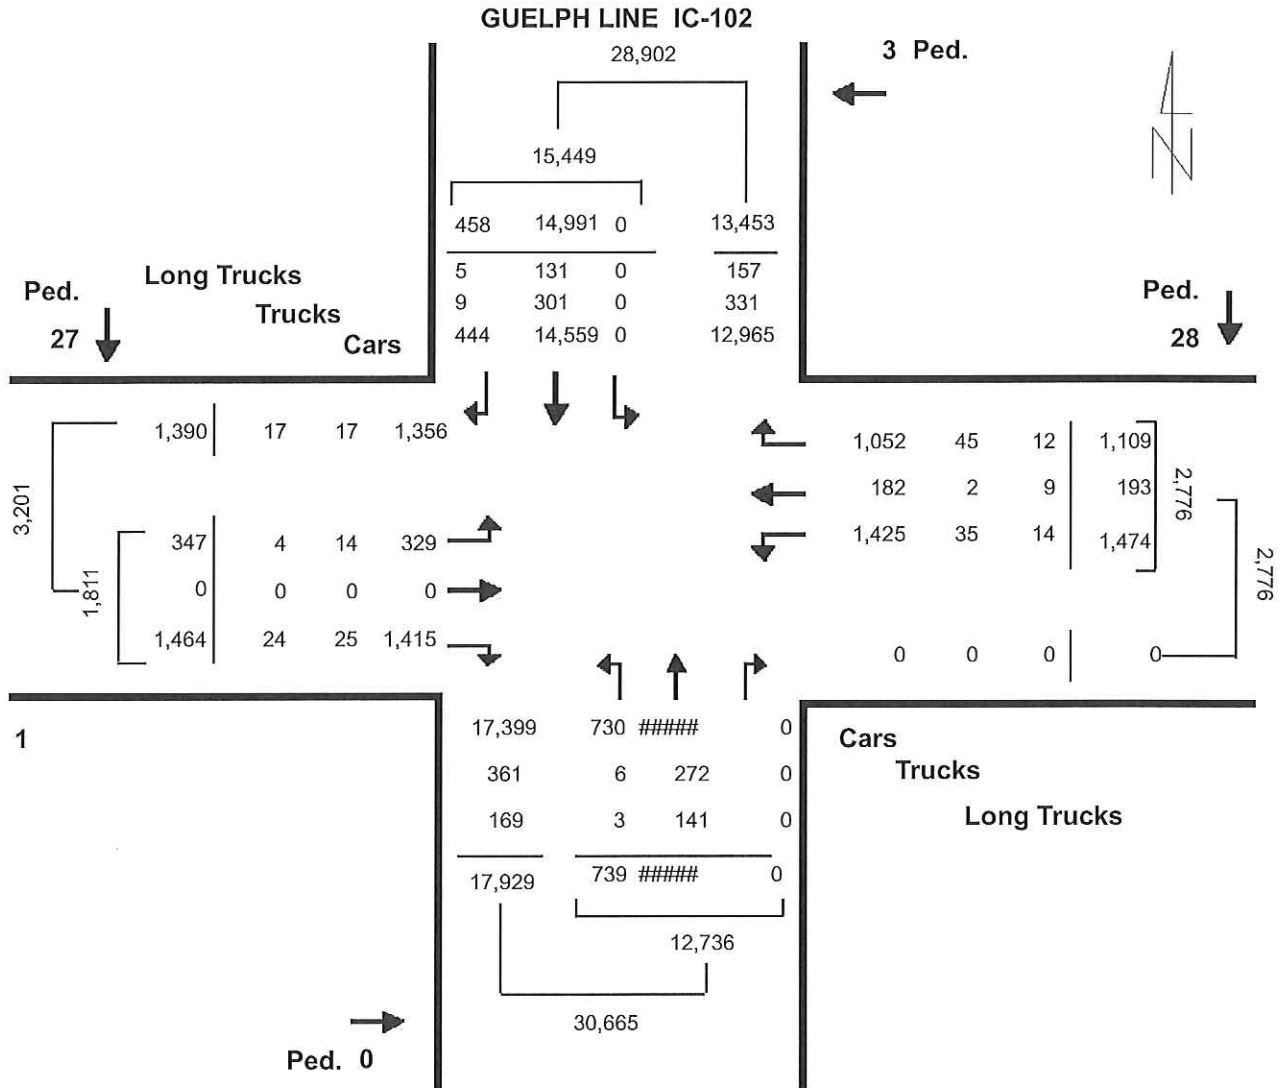 GUELPH LINE IC-102
28,902
3 Ped.
15,449
458 14,991 0 13,453
5 131 0 157
9 301 0 331
444 14,559 0 12,965
Long Trucks
Trucks
Cars
Ped.
27
Ped.
28
N
1,390 17 17 1,356
3,201
347 4 14 329
0 0 0 0
1,464 24 25 1,415
1,811
1,052 45 12 1,109
182 2 9 193
1,425 35 14 1,474
2,776
2,776
0 0 0 0
1
17,399 730 ##### 0
361 6 272 0
169 3 141 0
17,929 739 ##### 0
12,736
30,665
Cars
Trucks
Long Trucks
Ped. 0